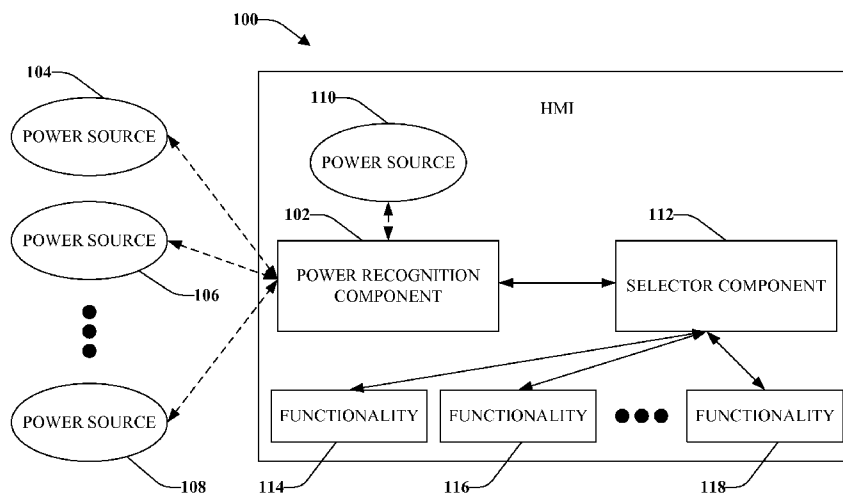 100
104
POWER SOURCE
110
HMI
POWER SOURCE
102
112
POWER SOURCE
106
POWER RECOGNITION
COMPONENT
SELECTOR COMPONENT
POWER SOURCE
108
FUNCTIONALITY
FUNCTIONALITY
FUNCTIONALITY
114
116
118